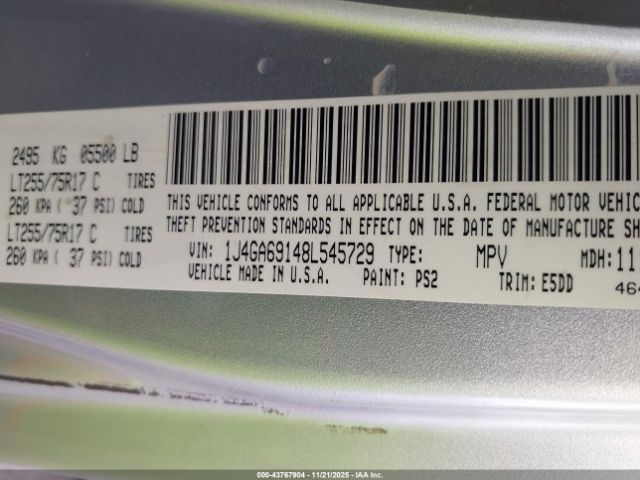 2495 KG 05500 LB
LT255/75R17 C TIRES
260 KPA ( 37 PSI) COLD
LT255/75R17 C TIRES
260 KPA ( 37 PSI) COLD
THIS VEHICLE CONFORMS TO ALL APPLICABLE U.S.A. FEDERAL MOTOR VEHIC
THEFT PREVENTION STANDARDS IN EFFECT ON THE DATE OF MANUFACTURE SH
VIN: 1J4GA69148L545729 TYPE: MPV MDH: 11
VEHICLE MADE IN U.S.A. PAINT: PS2 TRIM: E5DD
464
000-43767904 - 11/21/2025 - IAA Inc.